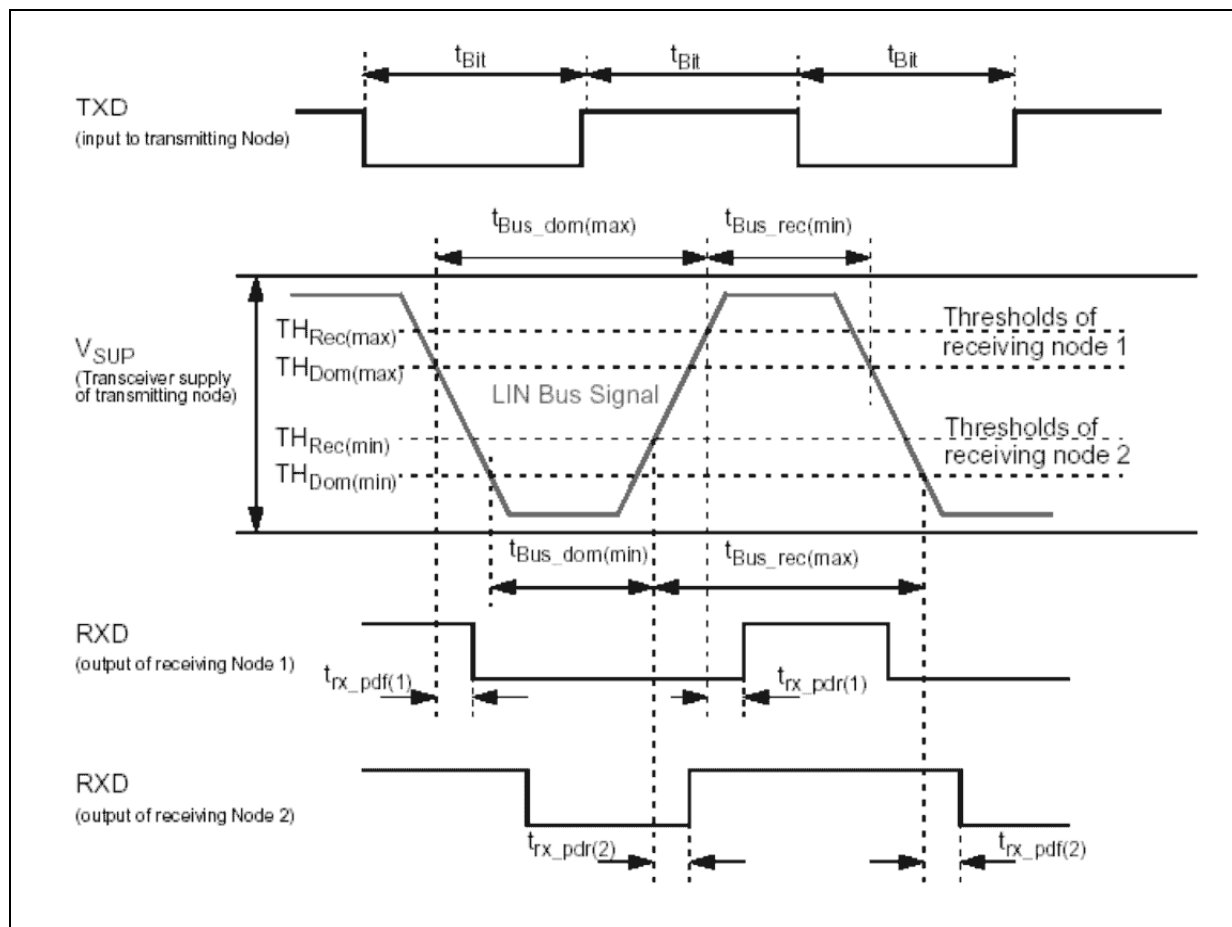 tBit tBit tBit
TXD
(input to transmitting Node)
tBus_dom(max) tBus_rec(min)
VSUP
(Transceiver supply
of transmitting node)
THRec(max)
THDom(max)
Thresholds of
receiving node 1
LIN Bus Signal
THRec(min)
THDom(min)
Thresholds of
receiving node 2
tBus_dom(min) tBus_rec(max)
RXD
(output of receiving Node 1)
trx_pdf(1) trx_pdr(1)
RXD
(output of receiving Node 2)
trx_pdr(2) trx_pdf(2)